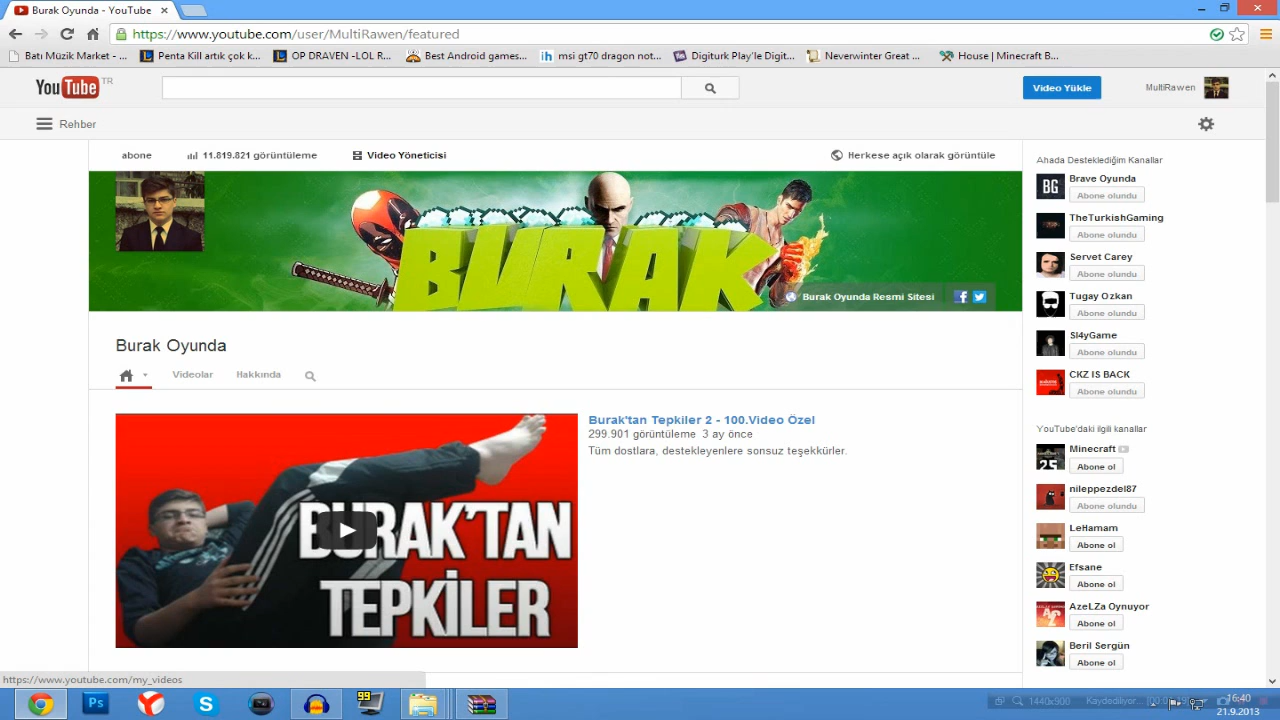 Burak Oyunda - YouTube
https://www.youtube.com/user/MultiRawen/featured
Batı Müzik Market - ...
Penta Kill artık çok k...
OP DRAVEN -LOL R...
Best Android games...
msi gt70 dragon not...
Digiturk Play'le Digit...
Neverwinter Great ...
House | Minecraft B...
YouTube TR
Video Yükle
MultiRawen
Rehber
abone
11.819.821 görüntüleme
Video Yöneticisi
Herkese açık olarak görüntüle
BURAK
Burak Oyunda Resmi Sitesi
Burak Oyunda
Videolar
Hakkında
BURAK'TAN
TEPKİLER
Burak'tan Tepkiler 2 - 100.Video Özel
299.901 görüntüleme 3 ay önce
Tüm dostlara, destekleyenlere sonsuz teşekkürler.
Ahada Desteklediğim Kanallar
BG
Brave Oyunda
Abone olundu
TheTurkishGaming
Abone olundu
Servet Carey
Abone olundu
Tugay Ozkan
Abone olundu
Sl4yGame
Abone olundu
CKZ IS BACK
Abone olundu
YouTube'daki ilgili kanallar
25
Minecraft
Abone ol
nileppezdel87
Abone olundu
LeHamam
Abone ol
Efsane
Abone ol
AzeLZa Oynuyor
Abone ol
Beril Sergün
Abone ol
https://www.youtube.com/my_videos
Ps
99
1440x900
Kaydediliyor...
16:40
21.9.2013